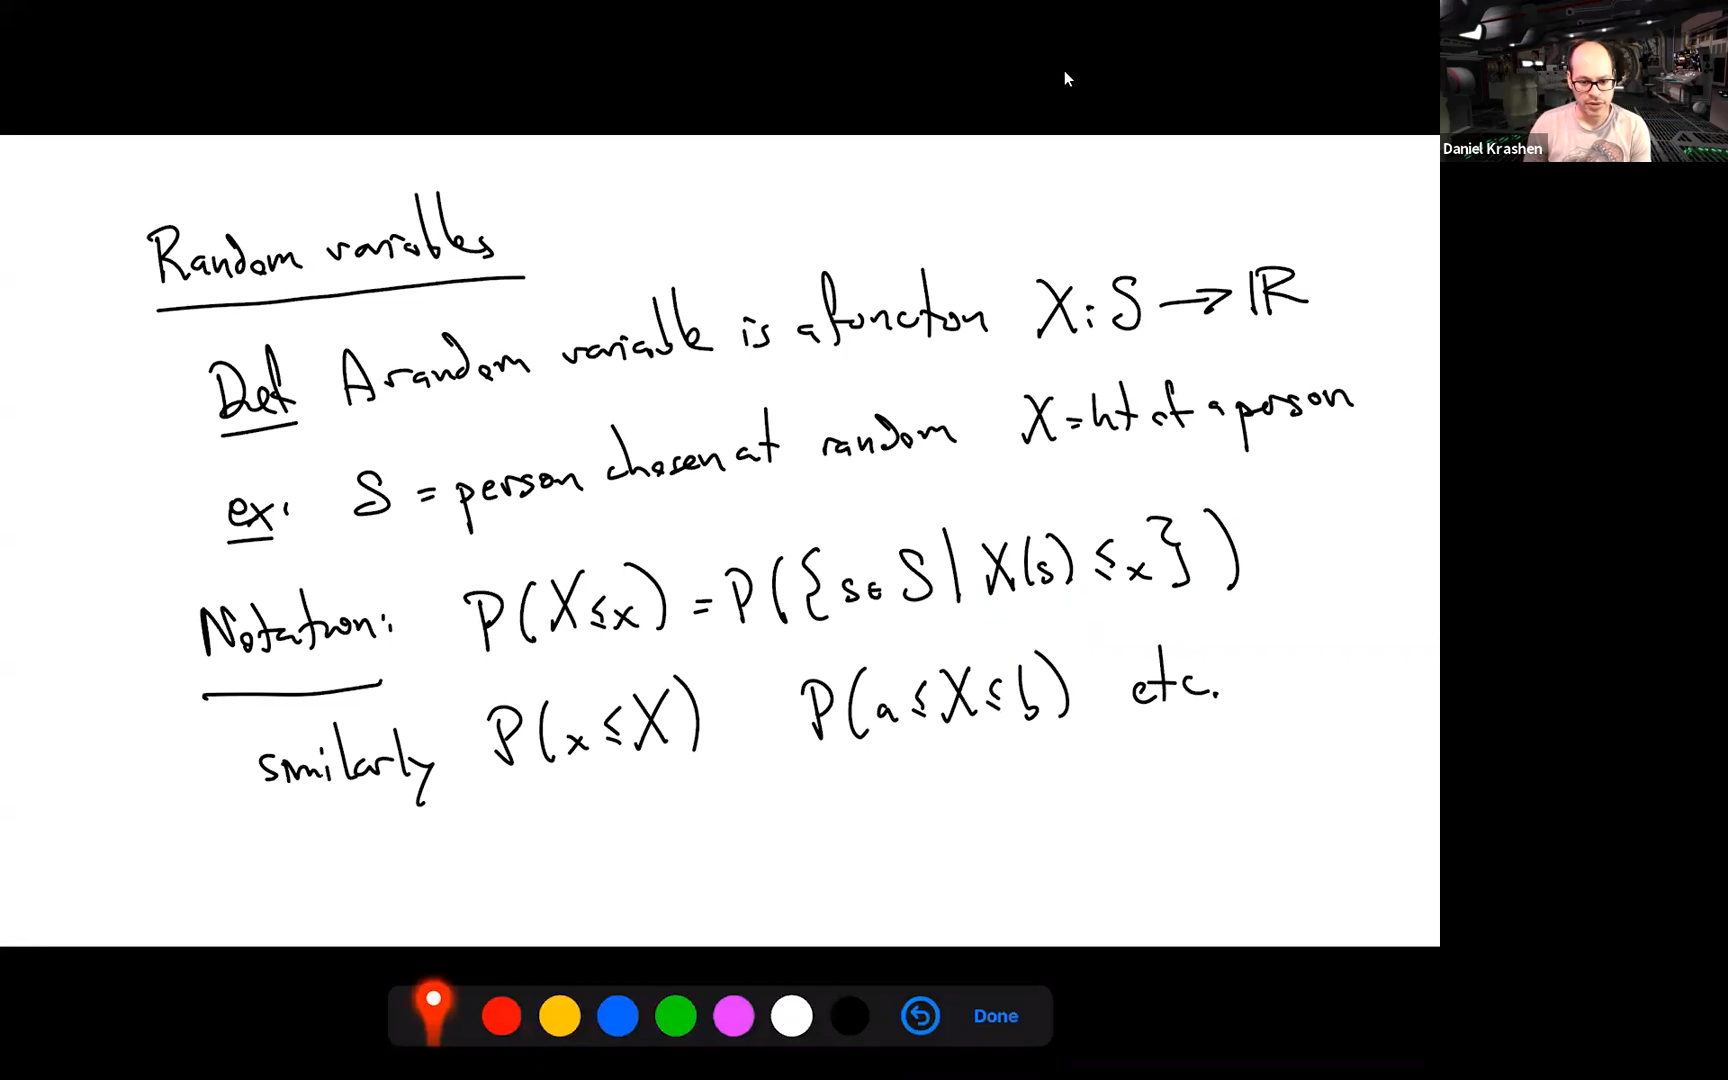 Daniel Krashen
Random variables
Def A random variable is a function X: S → ℝ
ex: S = person chosen at random X = ht of a person
Notation: P(X ≤ x) = P({s ∈ S | X(s) ≤ x})
similarly P(x ≤ X) P(a ≤ X ≤ b) etc.
Done